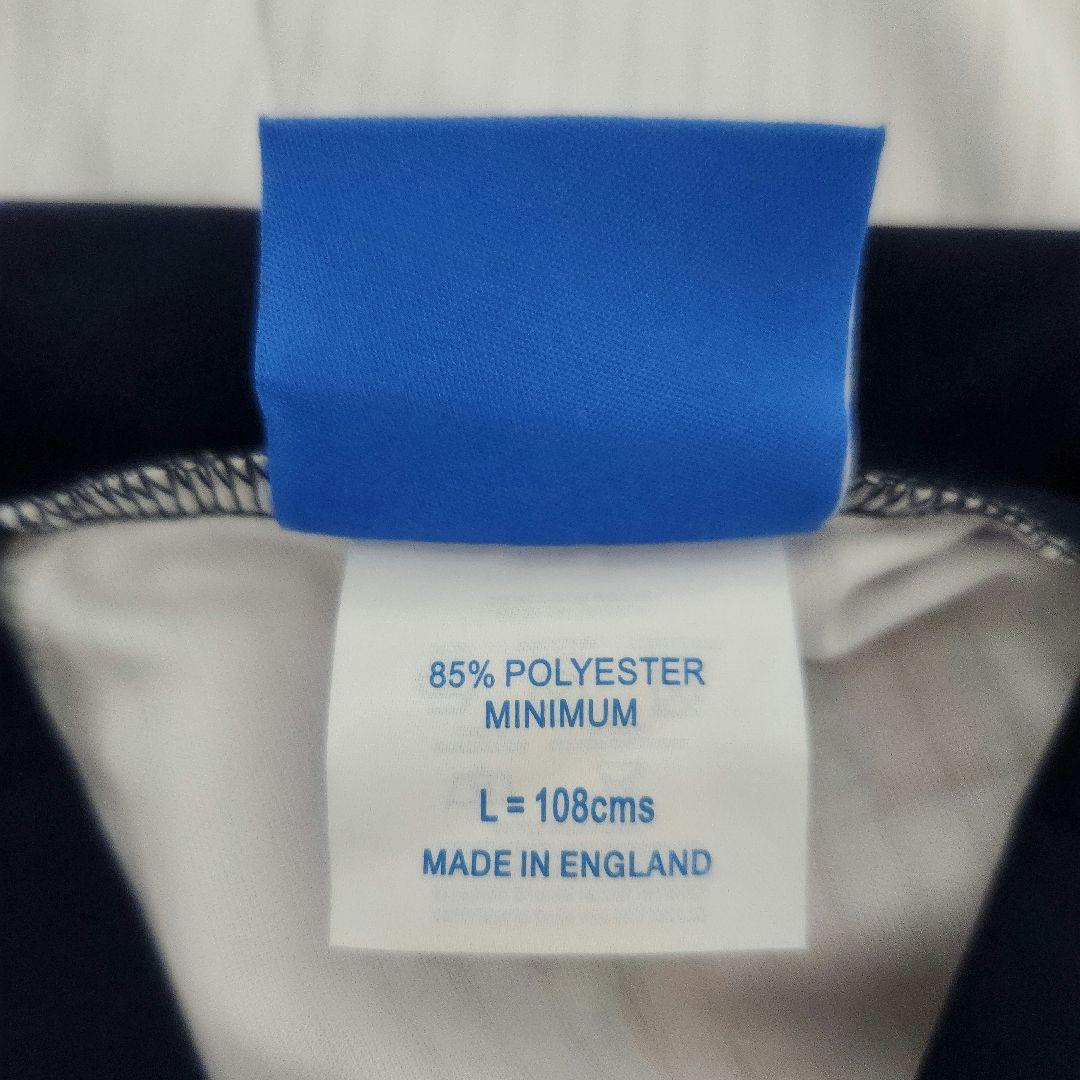 85% POLYESTER
MINIMUM
L = 108cms
MADE IN ENGLAND